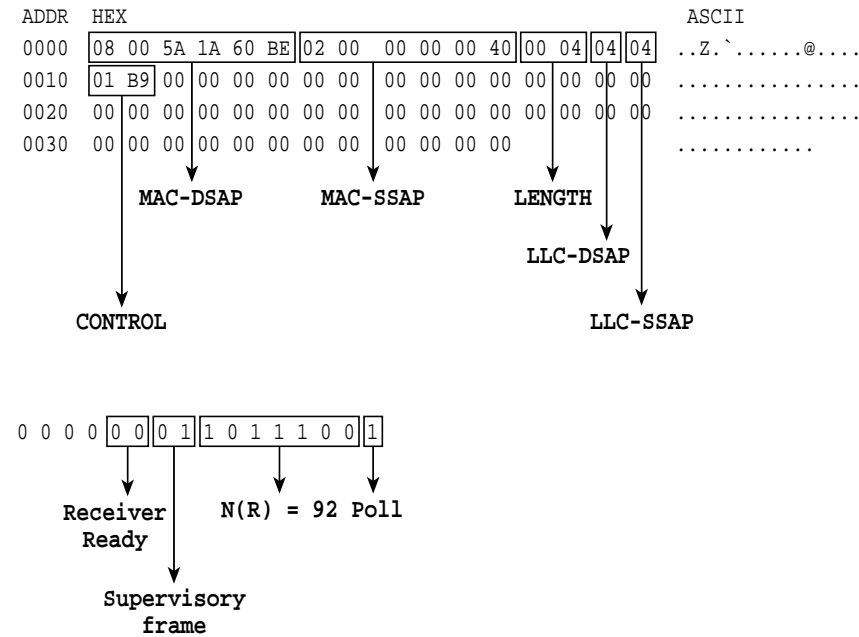 ADDR HEX ASCII
0000 08 00 5A 1A 60 BE 02 00 00 00 00 40 00 04 04 04 ..Z.`......@....
0010 01 B9 00 00 00 00 00 00 00 00 00 00 00 00 00 00 ................
0020 00 00 00 00 00 00 00 00 00 00 00 00 00 00 00 00 ................
0030 00 00 00 00 00 00 00 00 00 00 00 00 ............
MAC-DSAP MAC-SSAP LENGTH
LLC-DSAP
CONTROL LLC-SSAP
0 0 0 0 0 0 0 1 1 0 1 1 1 0 0 1
Receiver N(R) = 92 Poll
Ready
Supervisory
frame